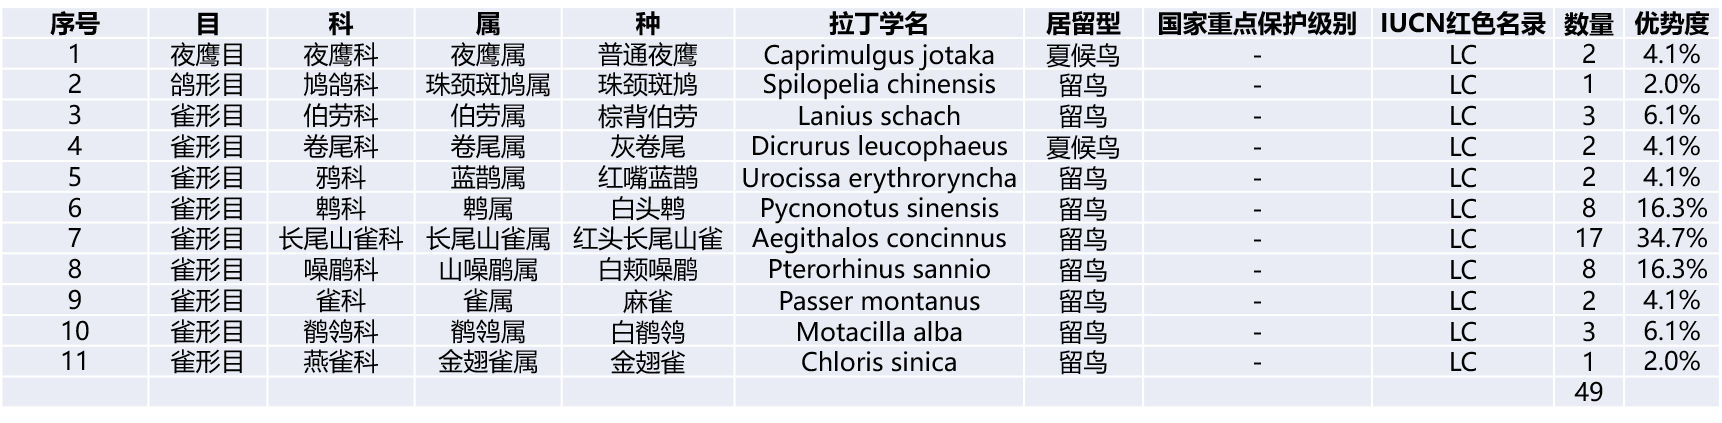 序号 目 科 属 种 拉丁学名 居留型 国家重点保护级别 IUCN红色名录 数量 优势度
1 夜鹰目 夜鹰科 夜鹰属 普通夜鹰 Caprimulgus jotaka 夏候鸟 - LC 2 4.1%
2 鸽形目 鸠鸽科 珠颈斑鸠属 珠颈斑鸠 Spilopelia chinensis 留鸟 - LC 1 2.0%
3 雀形目 伯劳科 伯劳属 棕背伯劳 Lanius schach 留鸟 - LC 3 6.1%
4 雀形目 卷尾科 卷尾属 灰卷尾 Dicrurus leucophaeus 夏候鸟 - LC 2 4.1%
5 雀形目 鸦科 蓝鹊属 红嘴蓝鹊 Urocissa erythroryncha 留鸟 - LC 2 4.1%
6 雀形目 鹎科 鹎属 白头鹎 Pycnonotus sinensis 留鸟 - LC 8 16.3%
7 雀形目 长尾山雀科 长尾山雀属 红头长尾山雀 Aegithalos concinnus 留鸟 - LC 17 34.7%
8 雀形目 噪鹛科 山噪鹛属 白颊噪鹛 Pterorhinus sannio 留鸟 - LC 8 16.3%
9 雀形目 雀科 雀属 麻雀 Passer montanus 留鸟 - LC 2 4.1%
10 雀形目 鹡鸰科 鹡鸰属 白鹡鸰 Motacilla alba 留鸟 - LC 3 6.1%
11 雀形目 燕雀科 金翅雀属 金翅雀 Chloris sinica 留鸟 - LC 1 2.0%
49